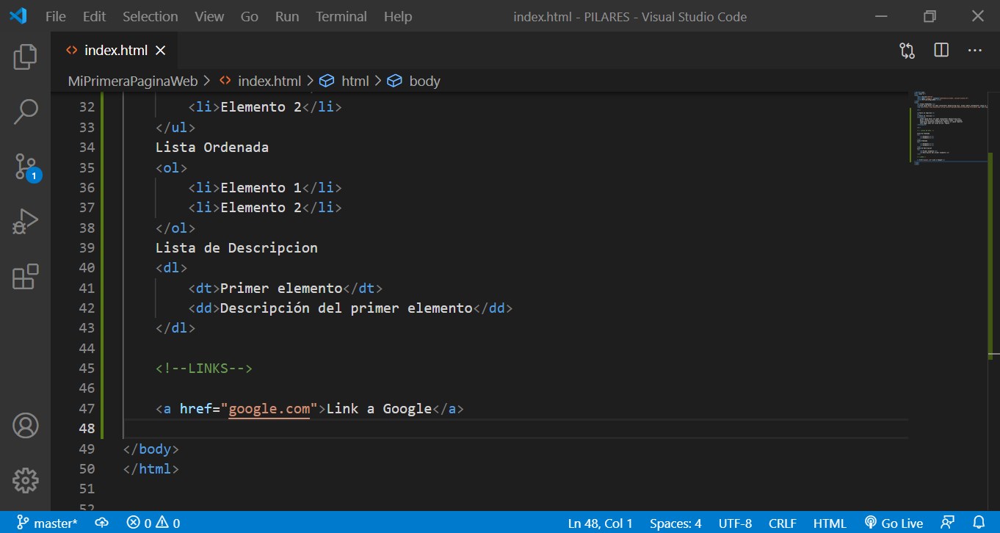 File Edit Selection View Go Run Terminal Help index.html - PILARES - Visual Studio Code
index.html
MiPrimeraPaginaWeb > index.html > html > body
32 <li>Elemento 2</li>
33 </ul>
34 Lista Ordenada
35 <ol>
36 <li>Elemento 1</li>
37 <li>Elemento 2</li>
38 </ol>
39 Lista de Descripcion
40 <dl>
41 <dt>Primer elemento</dt>
42 <dd>Descripción del primer elemento</dd>
43 </dl>
44
45 <!--LINKS-->
46
47 <a href="google.com">Link a Google</a>
48
49 </body>
50 </html>
51
52
1
master* 0 0 Ln 48, Col 1 Spaces: 4 UTF-8 CRLF HTML Go Live